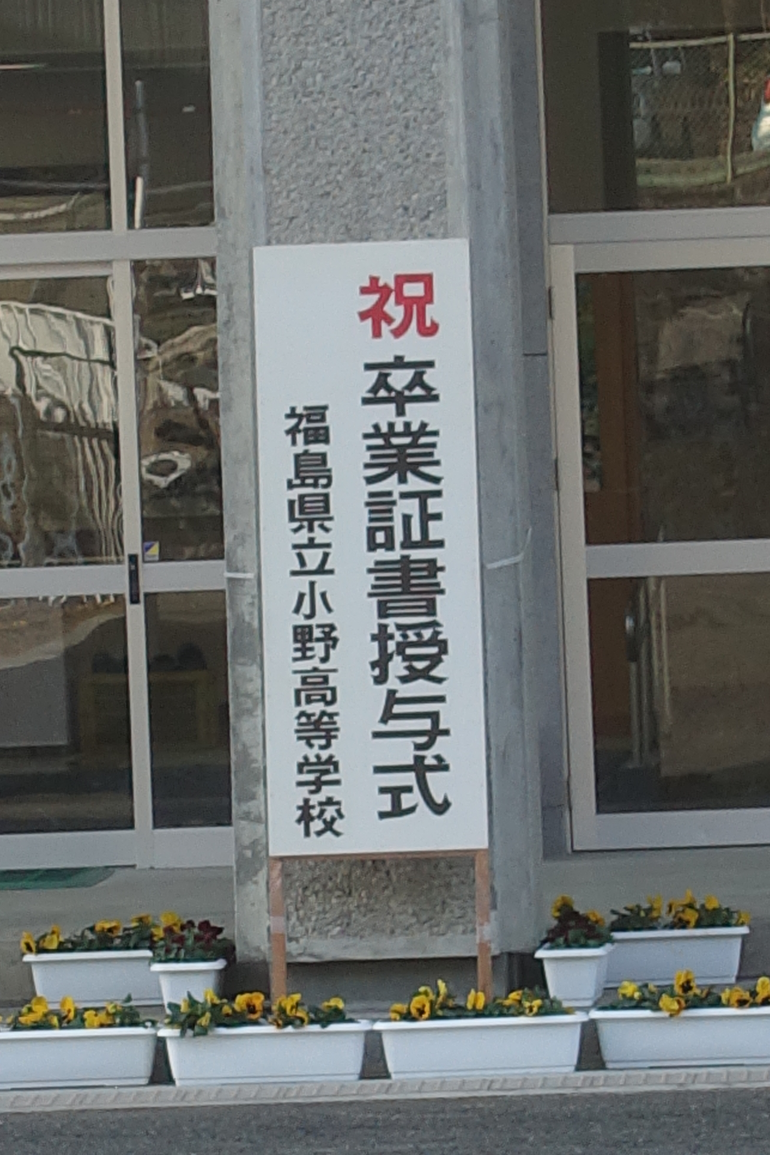 祝 卒業証書授与式
福島県立小野高等学校